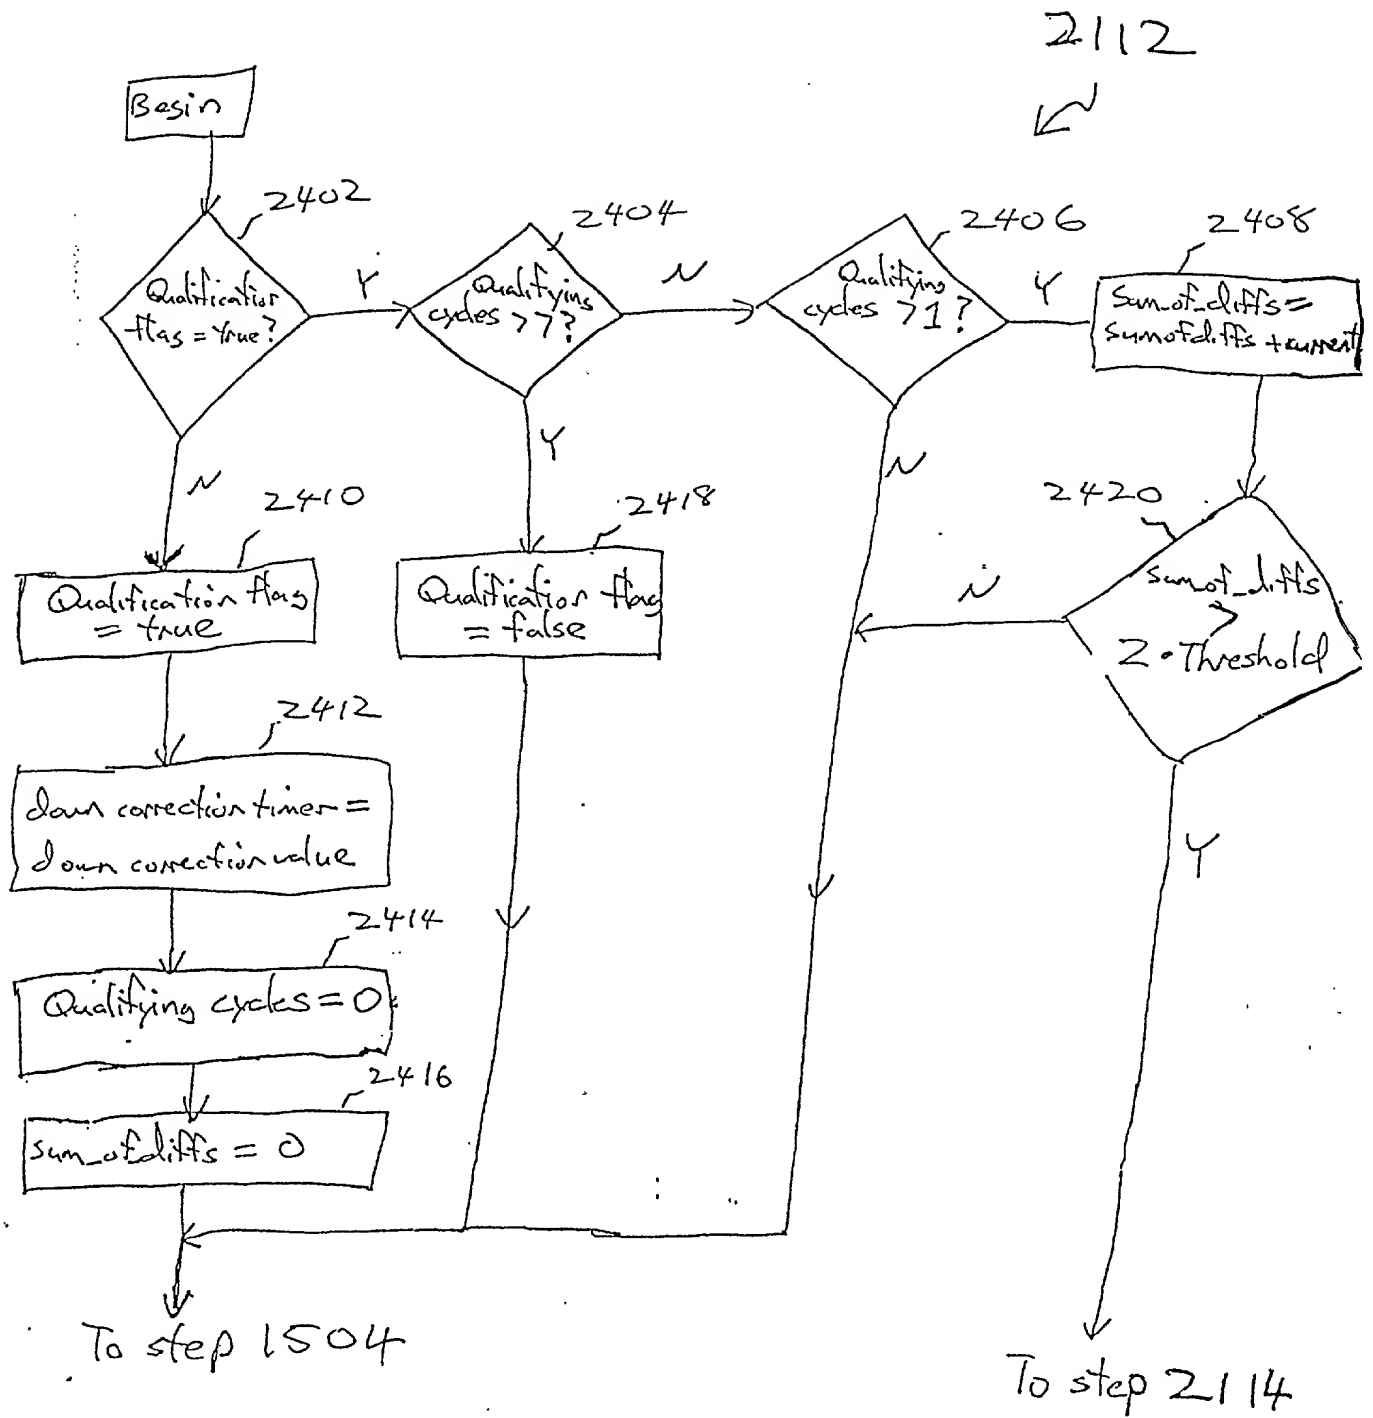 2112
Begin
2402
Qualification
flag = true?
Y
2404
Qualifying
cycles > 7?
N
2406
Qualifying
cycles > 1?
Y
2408
Sum_of_diffs =
sumofdiffs + current
N
2410
Qualification flag
= true
Y
2418
Qualification flag
= false
N
2420
sumof_diffs
>
2 • Threshold
N
2412
down correction timer =
down correction value
Y
2414
Qualifying cycles = 0
2416
sum_of_diffs = 0
To step 1504
To step 2114